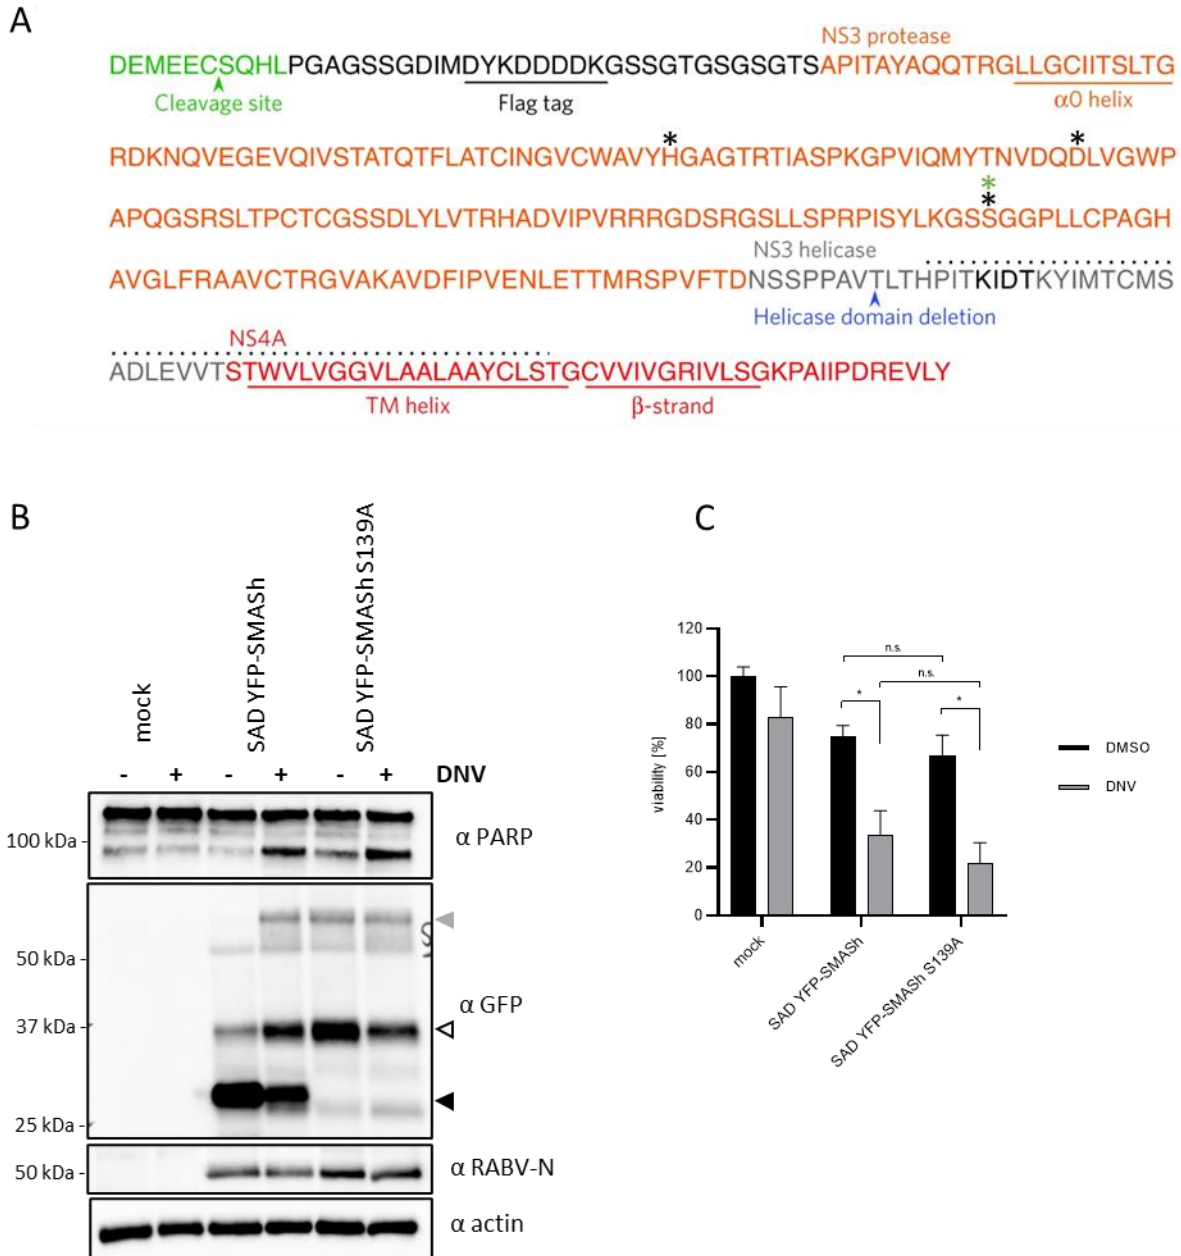 A
NS3 protease
DEMEECSQHLPGAGSSGDIMDYKDDDDKGSSGTGSGSGTSAPITAYAQQTRGLLGCIITSLTG
Cleavage site
Flag tag
α0 helix
* *
RDKNQVEGEVQIVSTATQTFLATCINGVCWAVYHGAGTRTIASPKGPVIQMYTNVDQDLVGWP
*
*
APQGSRSLTPCTCGSSDLYLVTRHADVIPVRRRGDSRGSLLSPRPISYLKGSSGGPLLCPAGH
NS3 helicase
AVGLFRAAVCTRGVAKAVDFIPVENLETTMRSPVFTDNSSPPAVTLTHPITKIDTKYIMTCMS
Helicase domain deletion
NS4A
ADLEVVTSTWVLVGGVLAALAAYCLSTGCVVIVGRIVLSGKPAIIPDREVLY
TM helix
β-strand
B
mock
SAD YFP-SMASh
SAD YFP-SMASh S139A
- + - + - + DNV
100 kDa
α PARP
50 kDa
α GFP
37 kDa
25 kDa
50 kDa
α RABV-N
α actin
C
120
100
80
60
40
20
0
viability [%]
n.s.
n.s.
*
*
mock
SAD YFP-SMASh
SAD YFP-SMASh S139A
DMSO
DNV